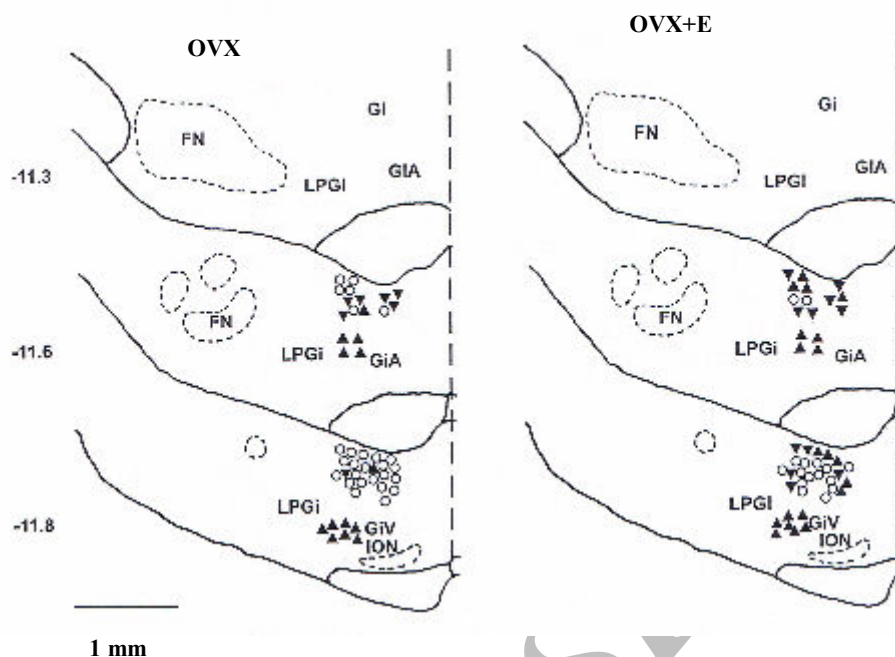 OVX
OVX+E
GI
Gi
FN
FN
-11.3
LPGI
GIA
LPGI
GIA
FN
FN
-11.6
LPGi
GiA
LPGi
GiA
LPGi
LPGI
-11.8
GiV
GiV
ION
ION
1 mm